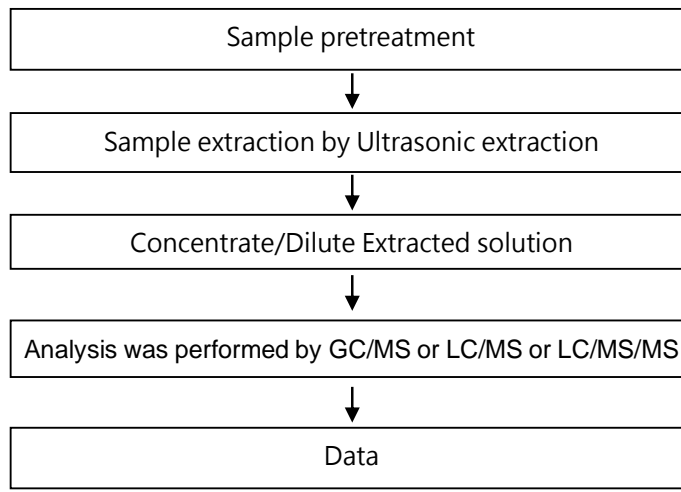 Sample pretreatment
Sample extraction by Ultrasonic extraction
Concentrate/Dilute Extracted solution
Analysis was performed by GC/MS or LC/MS or LC/MS/MS
Data